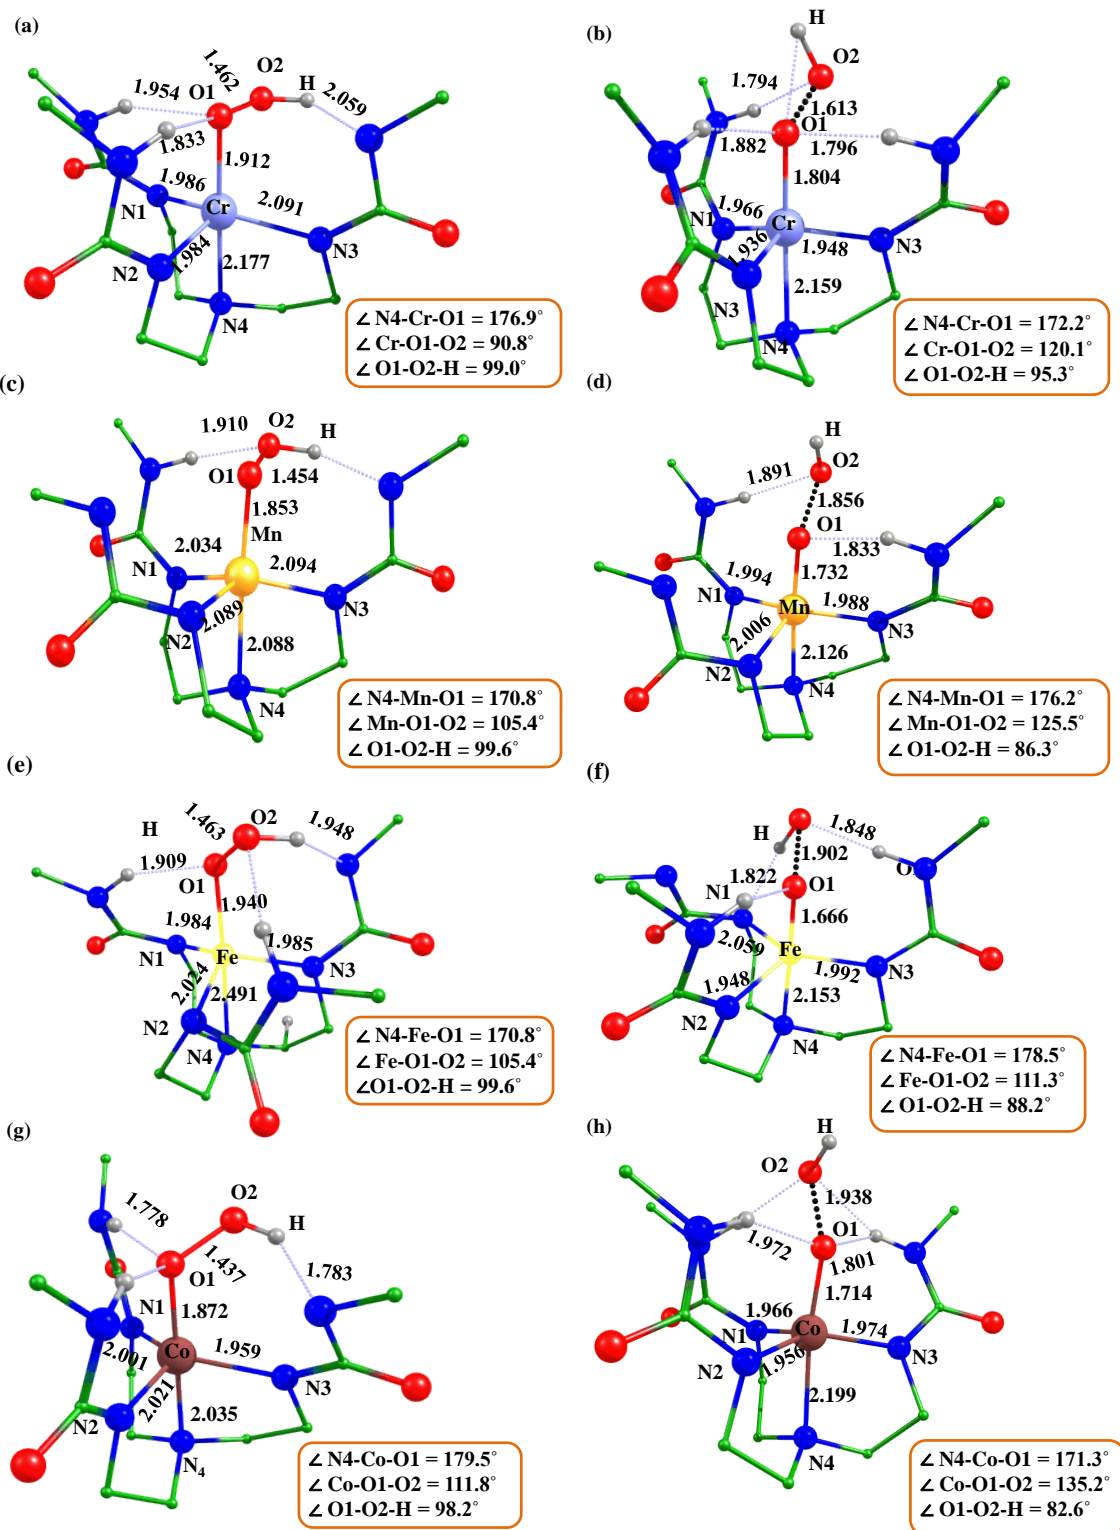 (a)
H
O2
1.462
O1
1.954
2.059
1.833
1.912
1.986
2.091
N1
Cr
N3
1.984
N2
2.177
N4
∠ N4-Cr-O1 = 176.9°
∠ Cr-O1-O2 = 90.8°
∠ O1-O2-H = 99.0°
(b)
H
O2
1.794
1.613
O1
1.882
1.796
1.804
1.966
N1
Cr
N3
1.936
1.948
2.159
N3
N4
∠ N4-Cr-O1 = 172.2°
∠ Cr-O1-O2 = 120.1°
∠ O1-O2-H = 95.3°
(c)
1.910
O2
H
O1
1.454
1.853
Mn
2.034
2.094
N1
N3
2.089
N2
2.088
N4
∠ N4-Mn-O1 = 170.8°
∠ Mn-O1-O2 = 105.4°
∠ O1-O2-H = 99.6°
(d)
H
O2
1.891
1.856
O1
1.833
1.732
1.994
N1
Mn
1.988
N3
2.006
N2
2.126
N4
∠ N4-Mn-O1 = 176.2°
∠ Mn-O1-O2 = 125.5°
∠ O1-O2-H = 86.3°
(e)
H
1.463
O2
1.948
1.909
O1
1.940
1.984
1.985
N1
Fe
N3
2.024
2.491
N2
N4
∠ N4-Fe-O1 = 170.8°
∠ Fe-O1-O2 = 105.4°
∠O1-O2-H = 99.6°
(f)
H
1.848
1.902
O
1.822
O1
N1
1.666
2.059
Fe
1.992
N3
1.948
2.153
N2
N4
∠ N4-Fe-O1 = 178.5°
∠ Fe-O1-O2 = 111.3°
∠ O1-O2-H = 88.2°
(g)
O2
H
1.778
O1
1.437
1.783
N1
1.872
Co
1.959
2.001
N3
2.021
N2
2.035
N4
∠ N4-Co-O1 = 179.5°
∠ Co-O1-O2 = 111.8°
∠ O1-O2-H = 98.2°
(h)
H
O2
1.938
O1
1.972
1.801
1.714
1.966
N1
Co
1.974
N3
N2
1.956
2.199
N4
∠ N4-Co-O1 = 171.3°
∠ Co-O1-O2 = 135.2°
∠ O1-O2-H = 82.6°